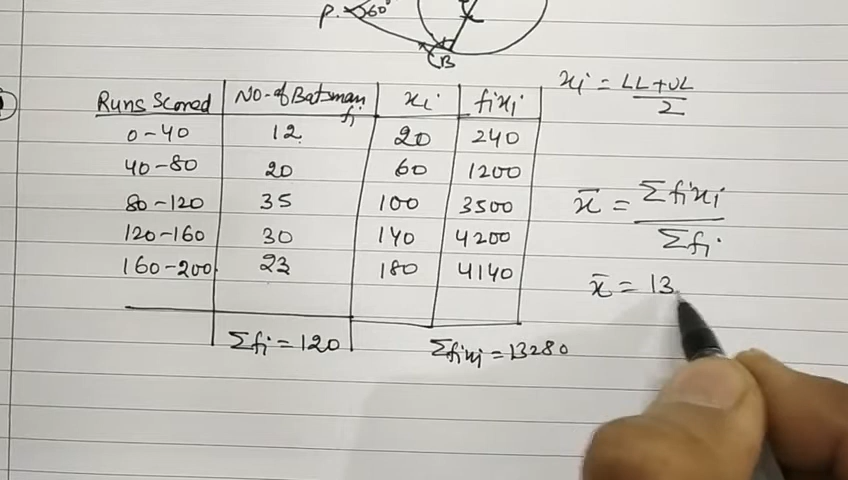 P. 60°
B
Runs Scored No-of Batsman fi xi fixi
0-40 12 20 240
40-80 20 60 1200
80-120 35 100 3500
120-160 30 140 4200
160-200 23 180 4140
Σfi = 120 Σfixi = 13280
xi = LL+UL
2
x̄ = Σfixi
Σfi
x̄ = 13